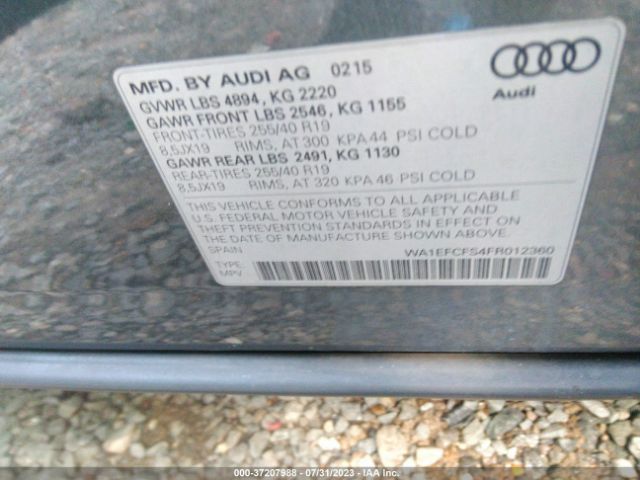 MFD. BY AUDI AG 0215
GVWR LBS 4894, KG 2220
GAWR FRONT LBS 2546, KG 1155
FRONT-TIRES 255/40 R19
8,5JX19 RIMS, AT 300 KPA 44 PSI COLD
GAWR REAR LBS 2491, KG 1130
REAR-TIRES 255/40 R19
8,5JX19 RIMS, AT 320 KPA 46 PSI COLD
Audi
THIS VEHICLE CONFORMS TO ALL APPLICABLE
U.S. FEDERAL MOTOR VEHICLE SAFETY AND
THEFT PREVENTION STANDARDS IN EFFECT ON
THE DATE OF MANUFACTURE SHOWN ABOVE.
SPAIN
WA1EFCFS4FR012360
TYPE:
MPV
000-37207988 - 07/31/2023 - IAA Inc.